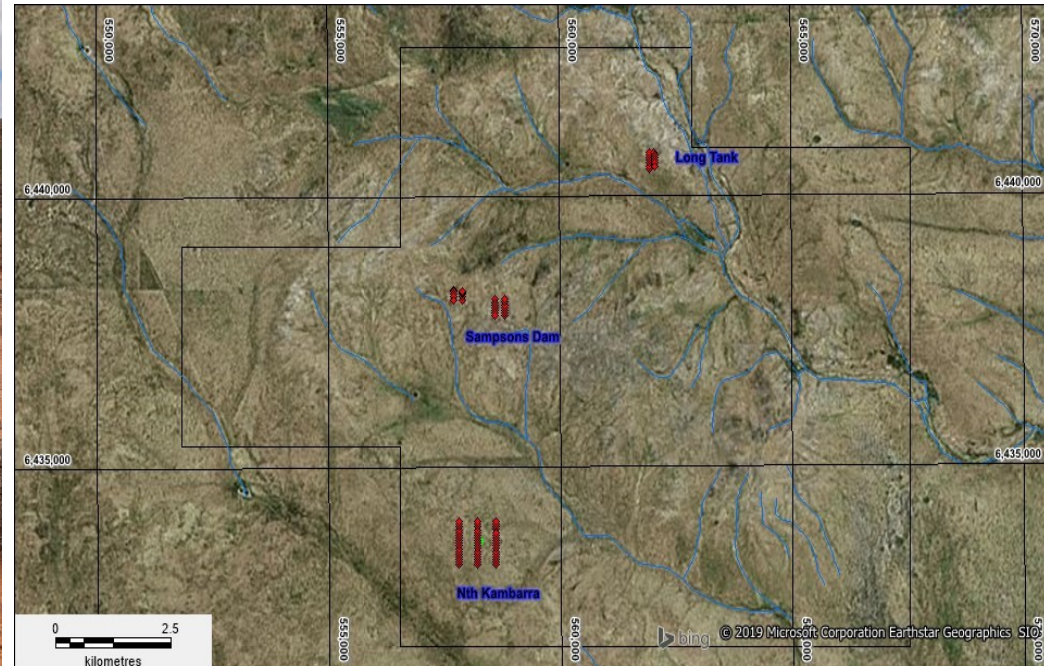 550,000
555,000
560,000
565,000
570,000
Long Tank
6,440,000
6,440,000
Sampsons Dam
6,435,000
6,435,000
Nth Kambarra
0 2.5
kilometres
555,000
560,000
bing © 2019 Microsoft Corporation Earthstar Geographics SIO